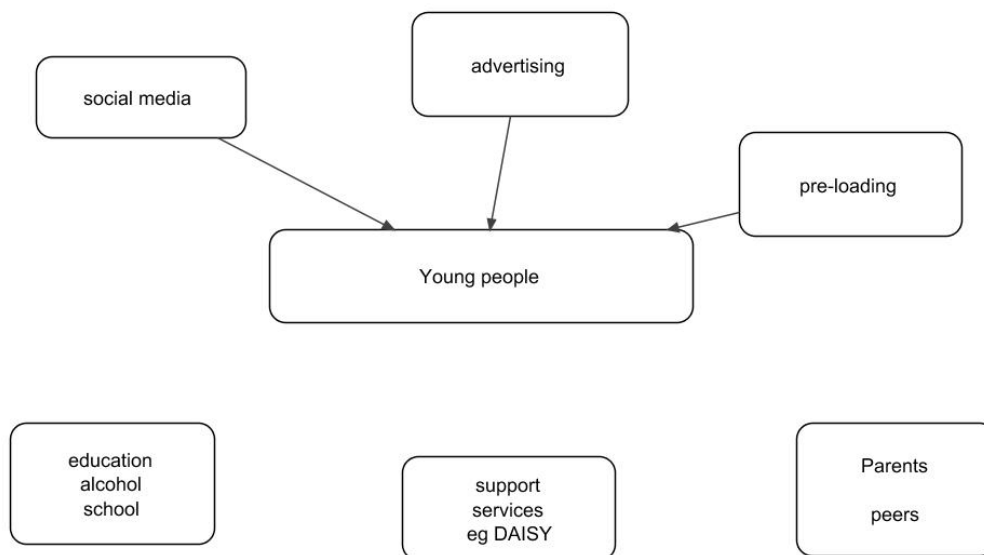 social media
advertising
pre-loading
Young people
education
alcohol
school
support
services
eg DAISY
Parents
peers